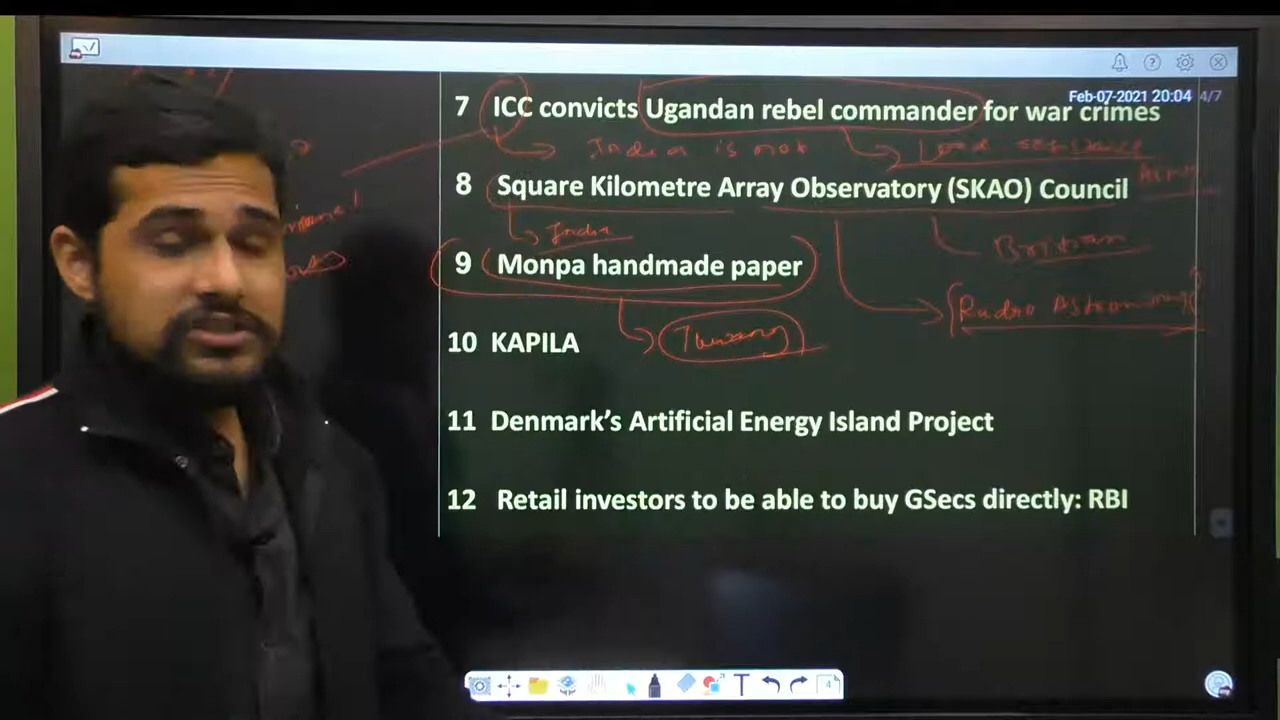 Feb-07-2021 20:04 4/7
7 ICC convicts Ugandan rebel commander for war crimes
India is not
8 Square Kilometre Array Observatory (SKAO) Council
India
Britain
9 Monpa handmade paper
Radio Astronomy
10 KAPILA
11 Denmark’s Artificial Energy Island Project
12 Retail investors to be able to buy GSecs directly: RBI
T
4